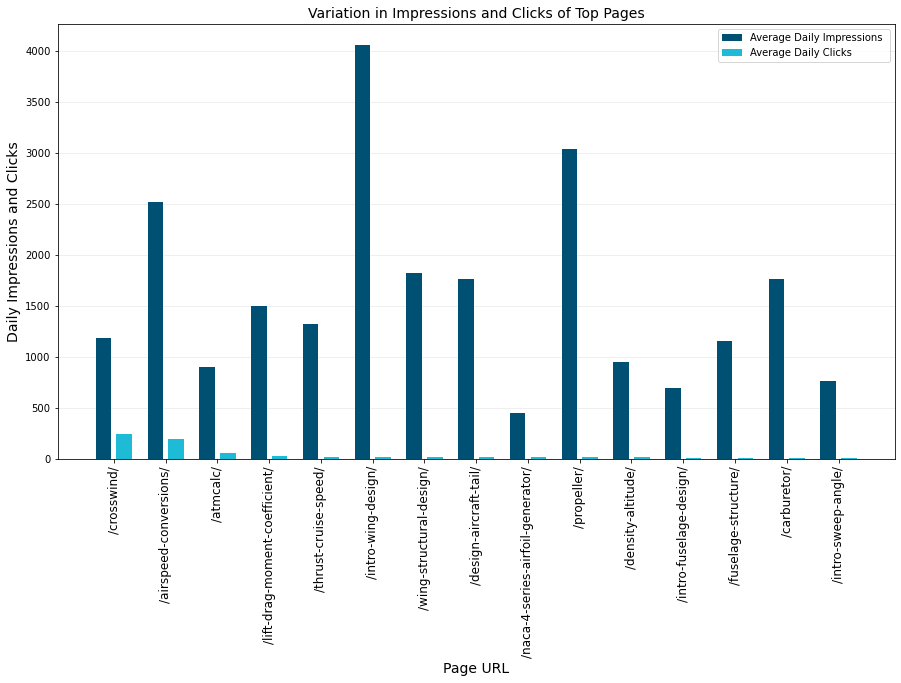 Variation in Impressions and Clicks of Top Pages
Average Daily Impressions
Average Daily Clicks
Daily Impressions and Clicks
4000
3500
3000
2500
2000
1500
1000
500
0
/crosswind/
/airspeed-conversions/
/atmcalc/
/lift-drag-moment-coefficient/
/thrust-cruise-speed/
/intro-wing-design/
/wing-structural-design/
/design-aircraft-tail/
/naca-4-series-airfoil-generator/
/propeller/
/density-altitude/
/intro-fuselage-design/
/fuselage-structure/
/carburetor/
/intro-sweep-angle/
Page URL